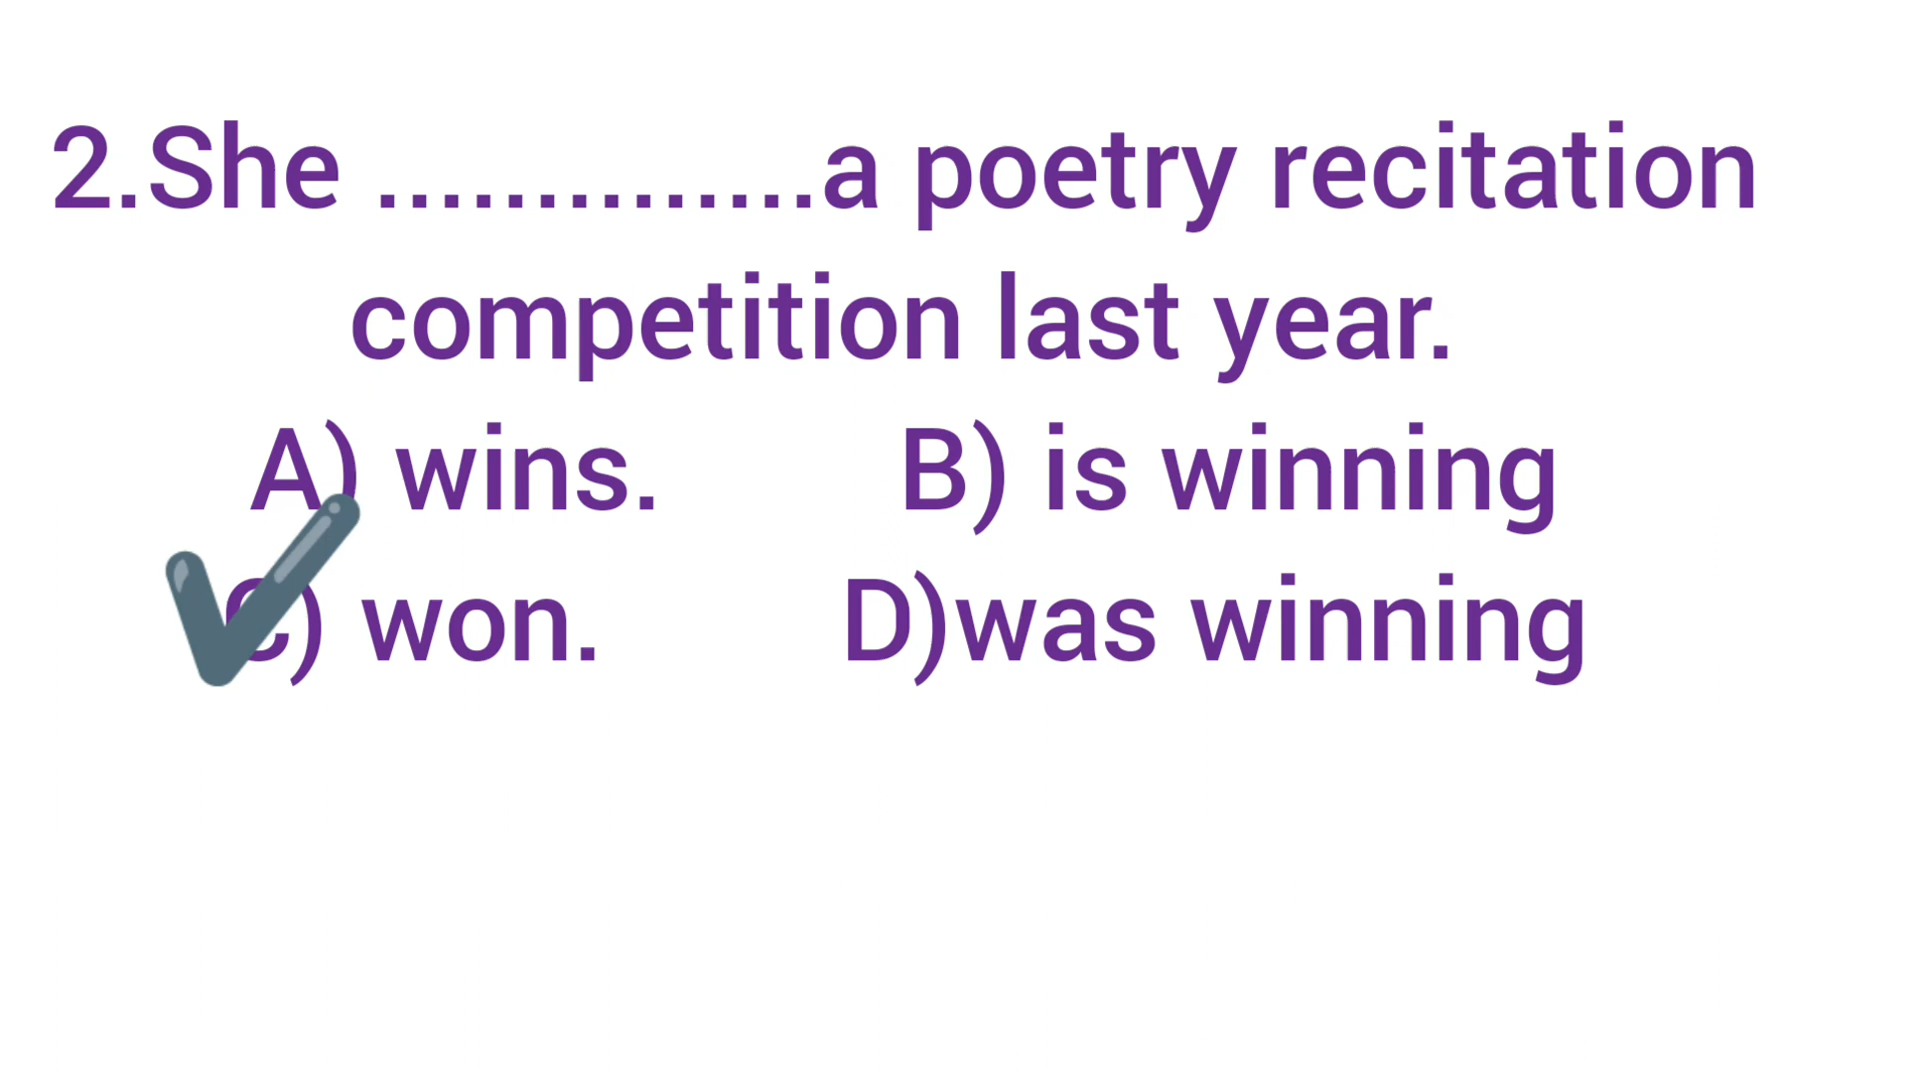 2.She ..............a poetry recitation
competition last year.
A) wins. B) is winning
C) won. D)was winning